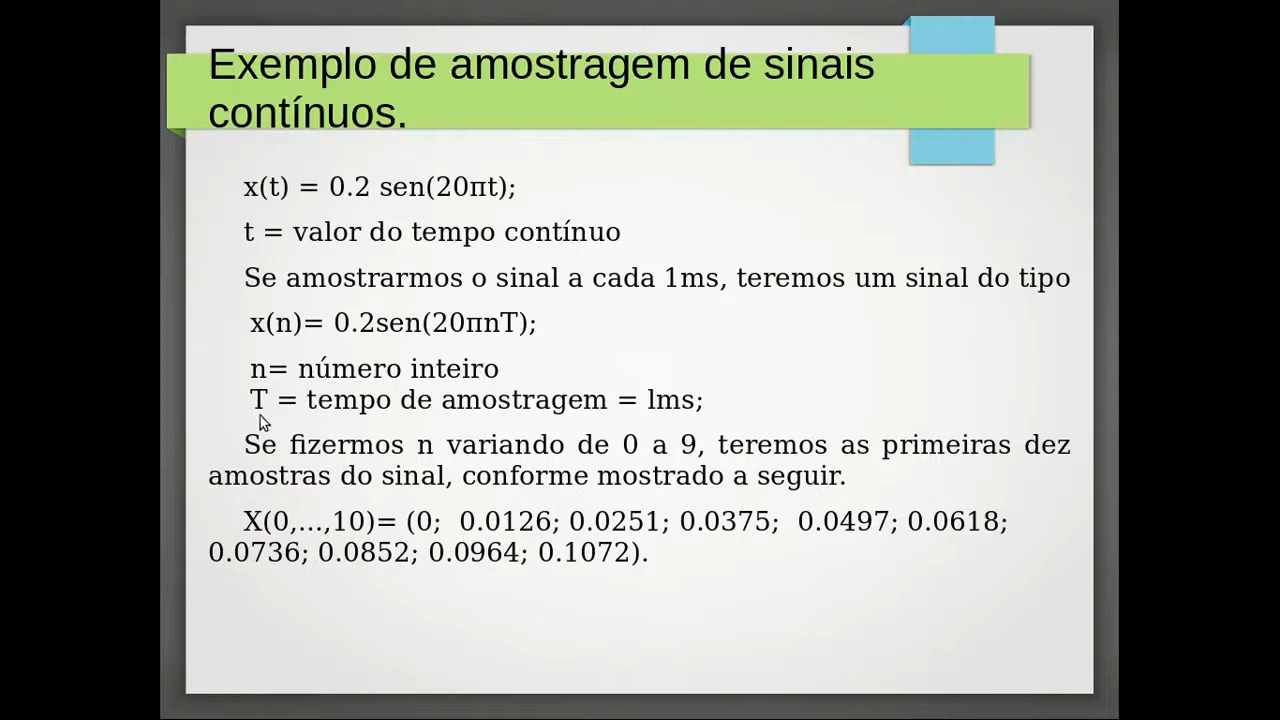 Exemplo de amostragem de sinais
contínuos.
x(t) = 0.2 sen(20πt);
t = valor do tempo contínuo
Se amostrarmos o sinal a cada 1ms, teremos um sinal do tipo
x(n)= 0.2sen(20πnT);
n= número inteiro
T = tempo de amostragem = lms;
Se fizermos n variando de 0 a 9, teremos as primeiras dez
amostras do sinal, conforme mostrado a seguir.
X(0,...,10)= (0;  0.0126; 0.0251; 0.0375;  0.0497; 0.0618;
0.0736; 0.0852; 0.0964; 0.1072).